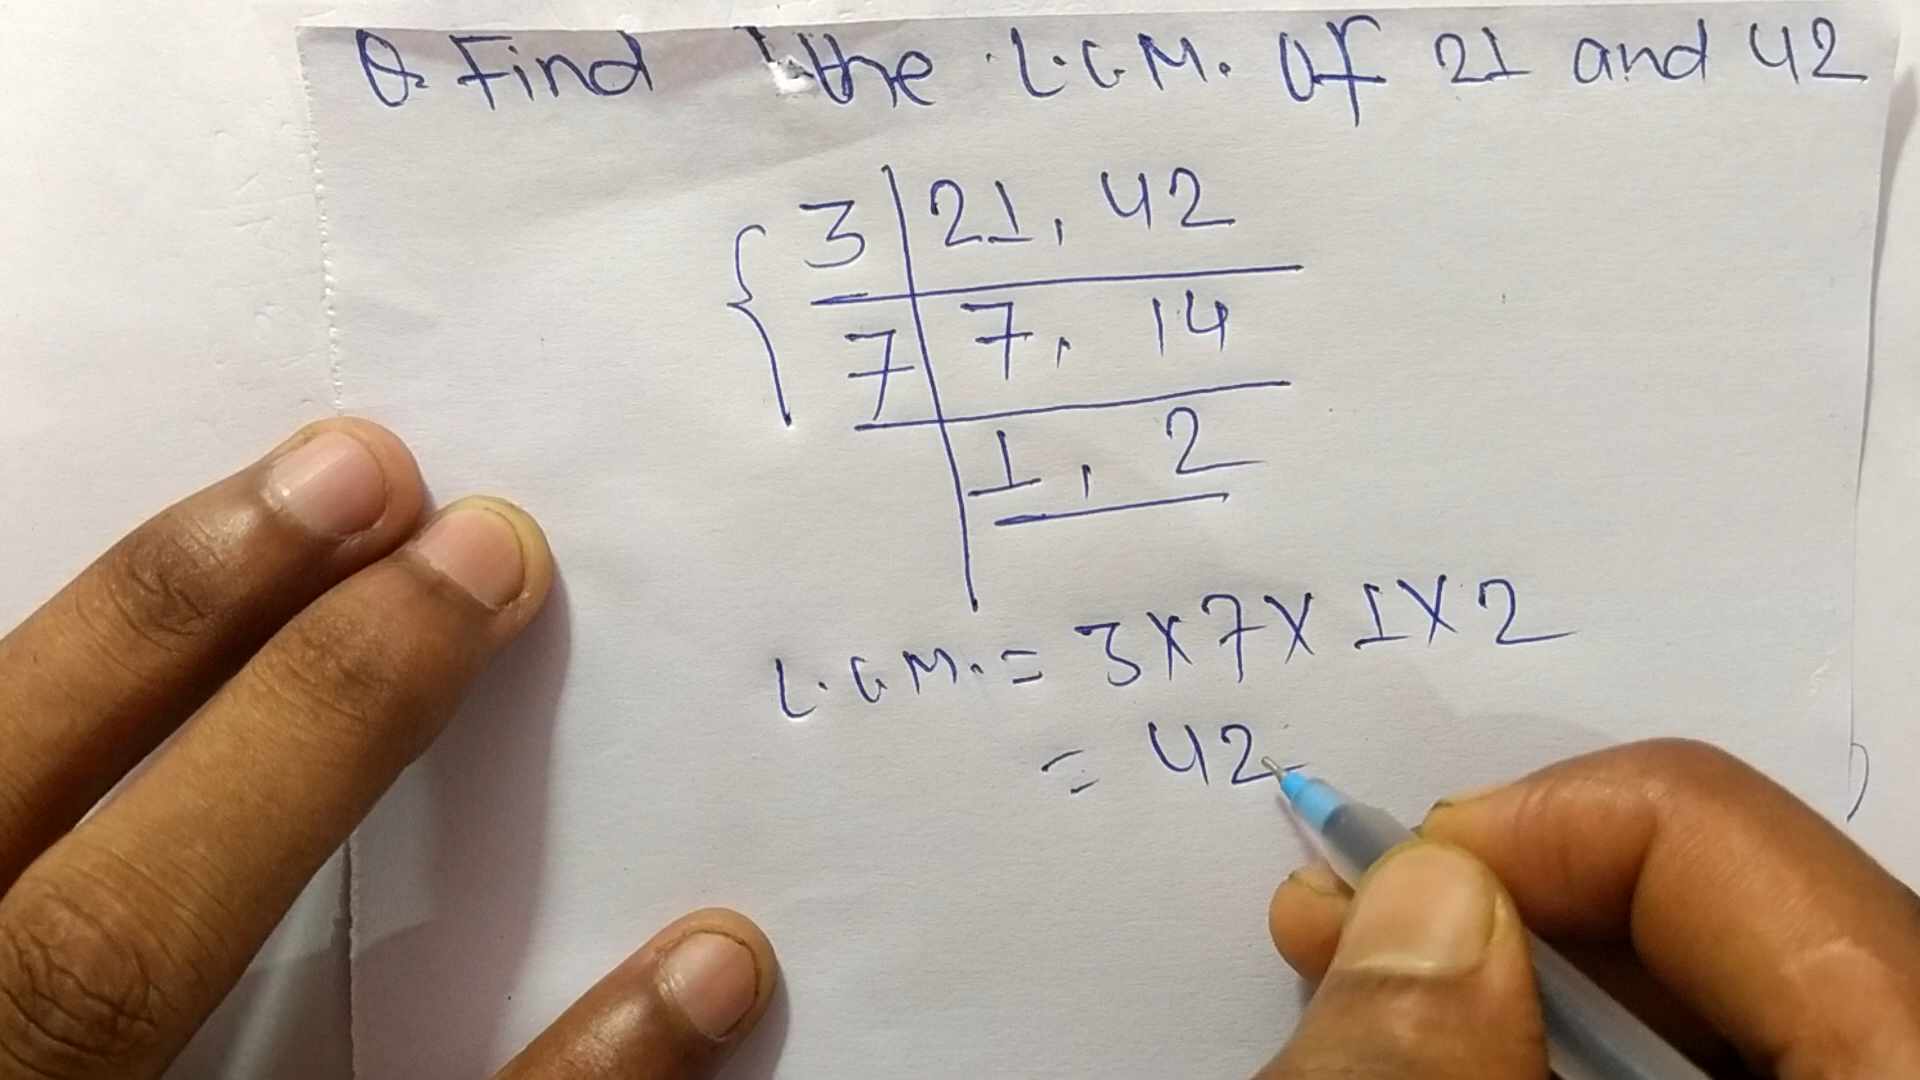 Q. Find the L.C.M. of 21 and 42
3 | 21, 42
7 | 7, 14
1, 2
L.C.M. = 3 X 7 X 1 X 2
= 42